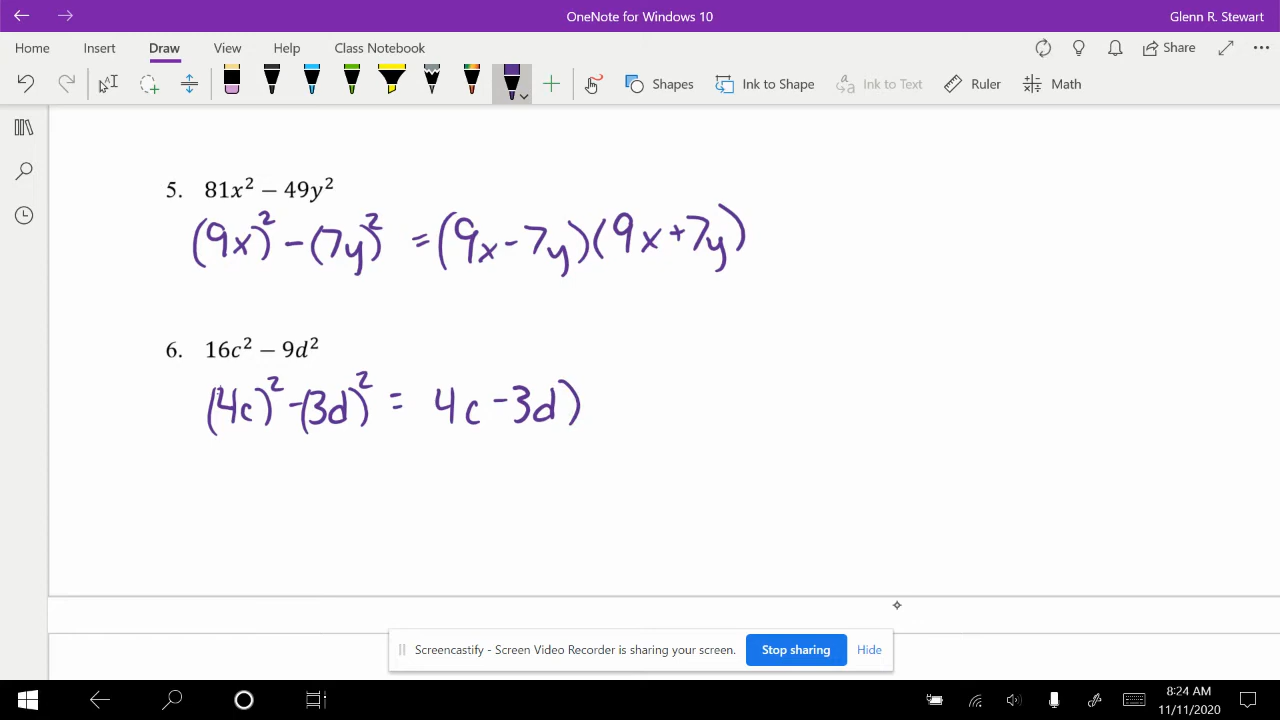 OneNote for Windows 10
Glenn R. Stewart
Home Insert Draw View Help Class Notebook Share
Shapes Ink to Shape Ink to Text Ruler Math
5. 81x² − 49y²
(9x)² − (7y)² = (9x − 7y)(9x + 7y)
6. 16c² − 9d²
(4c)² − (3d)² = 4c − 3d)
Screencastify - Screen Video Recorder is sharing your screen. Stop sharing Hide
8:24 AM
11/11/2020